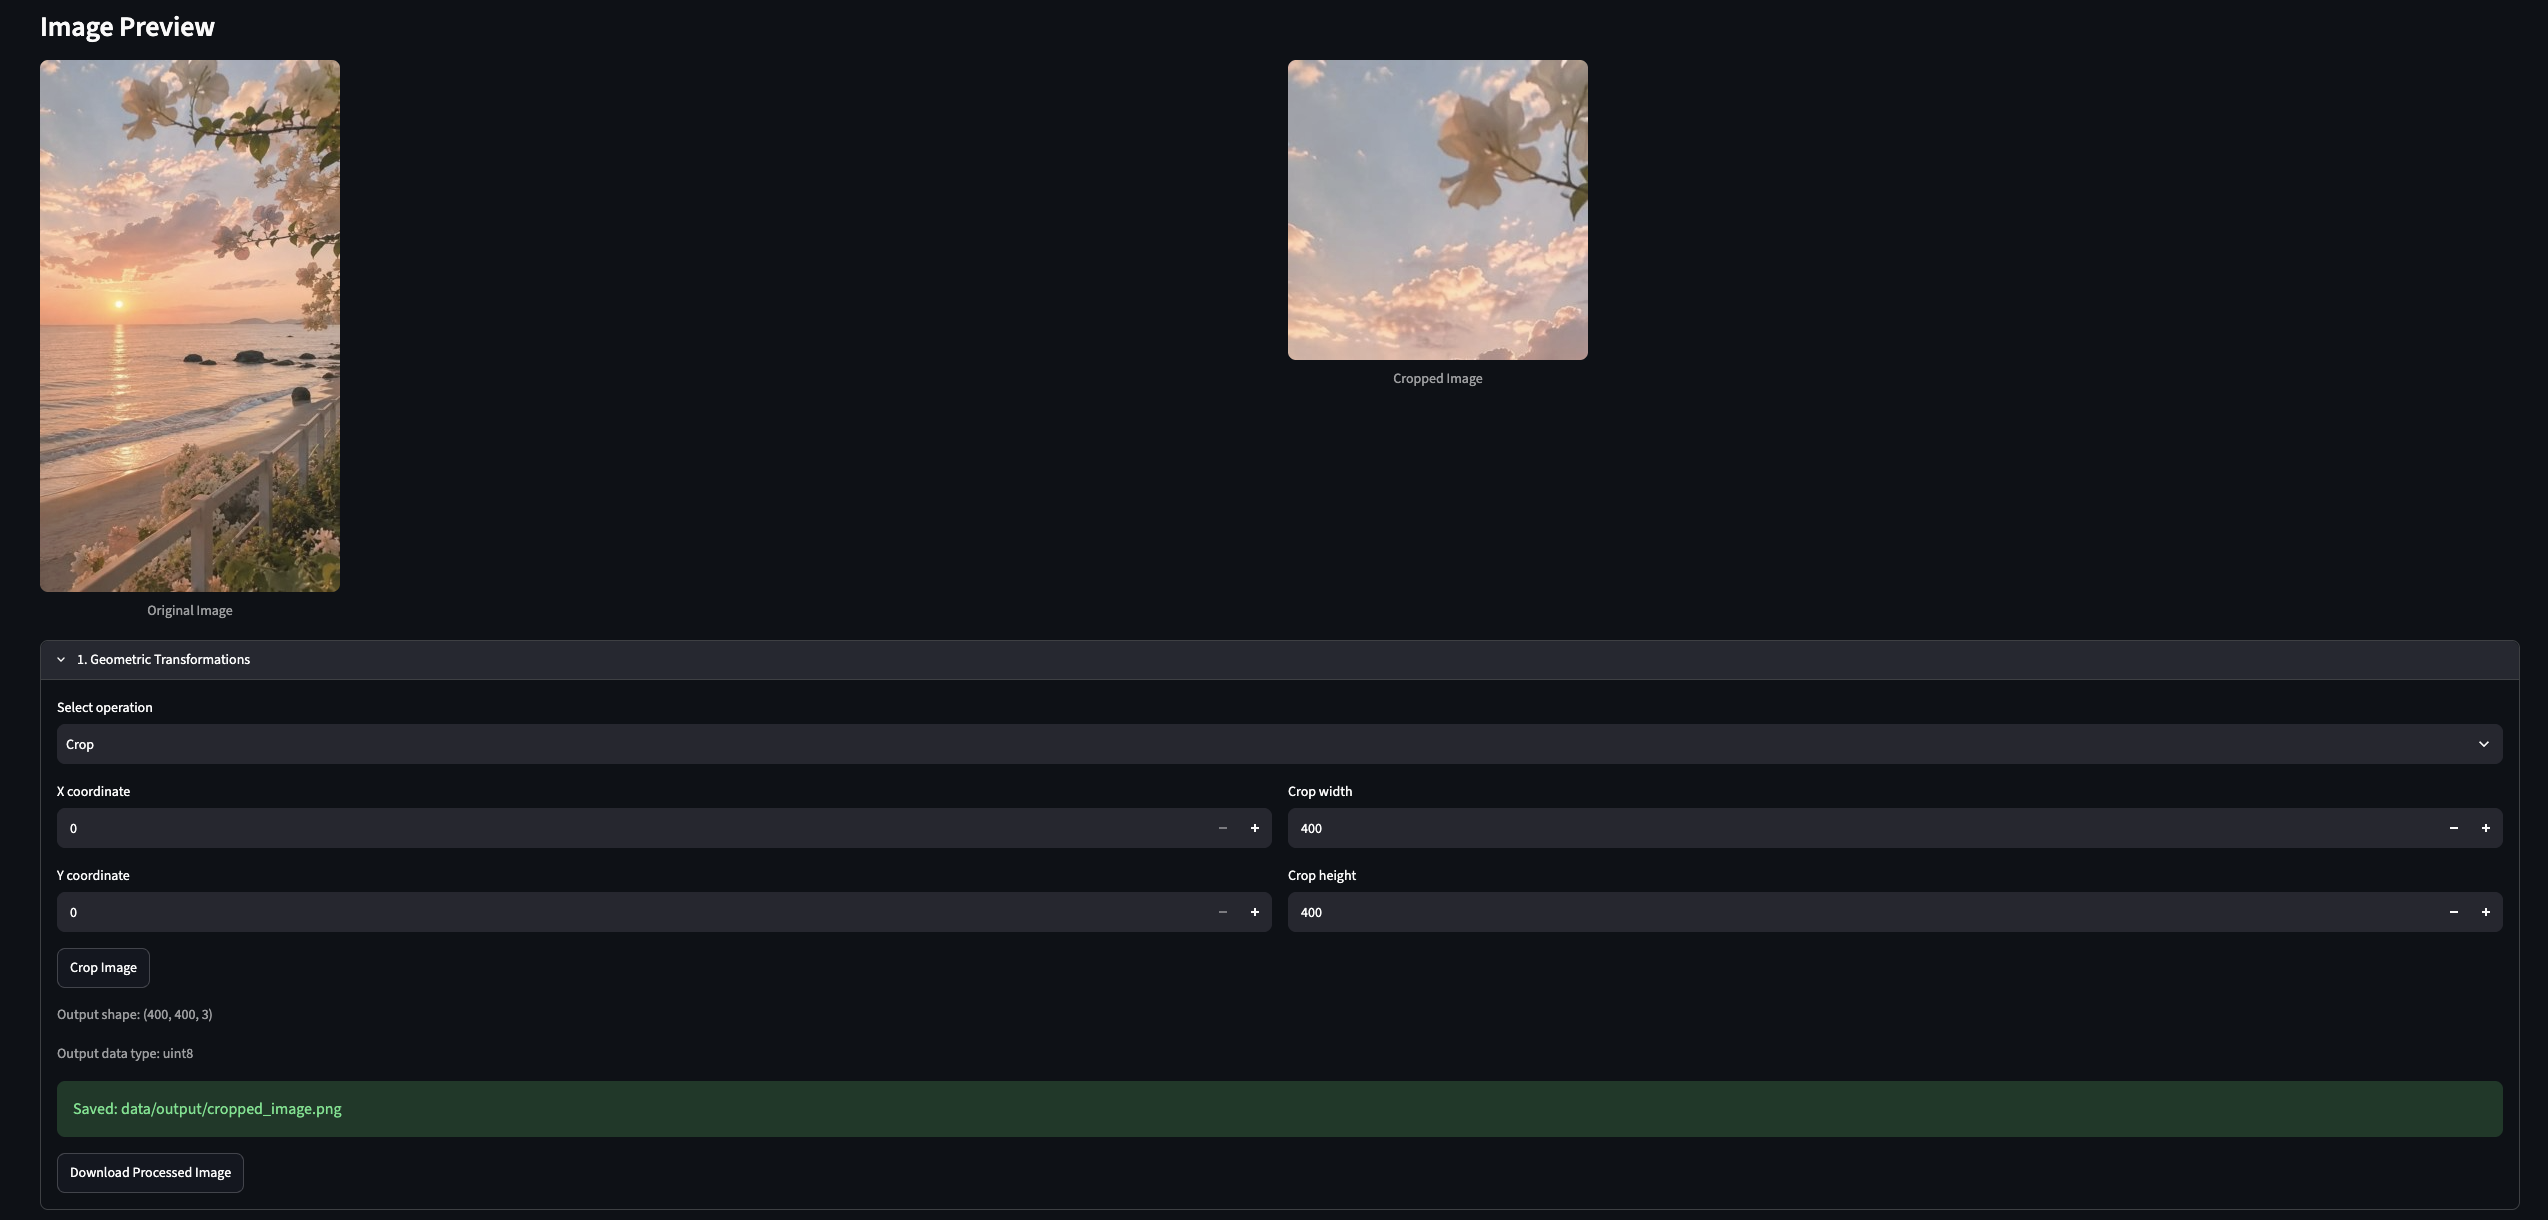 Image Preview
Original Image
Cropped Image
1. Geometric Transformations
Select operation
Crop
X coordinate
0
Crop width
400
Y coordinate
0
Crop height
400
Crop Image
Output shape: (400, 400, 3)
Output data type: uint8
Saved: data/output/cropped_image.png
Download Processed Image